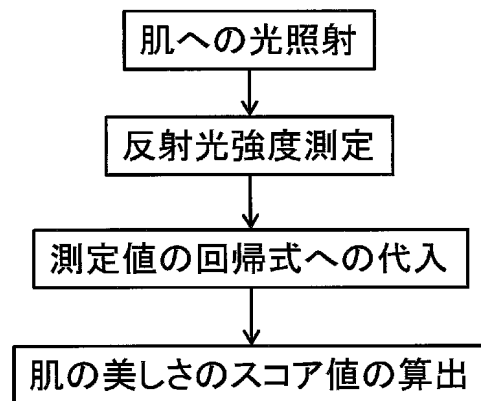 肌への光照射
反射光強度測定
測定値の回帰式への代入
肌の美しさのスコア値の算出